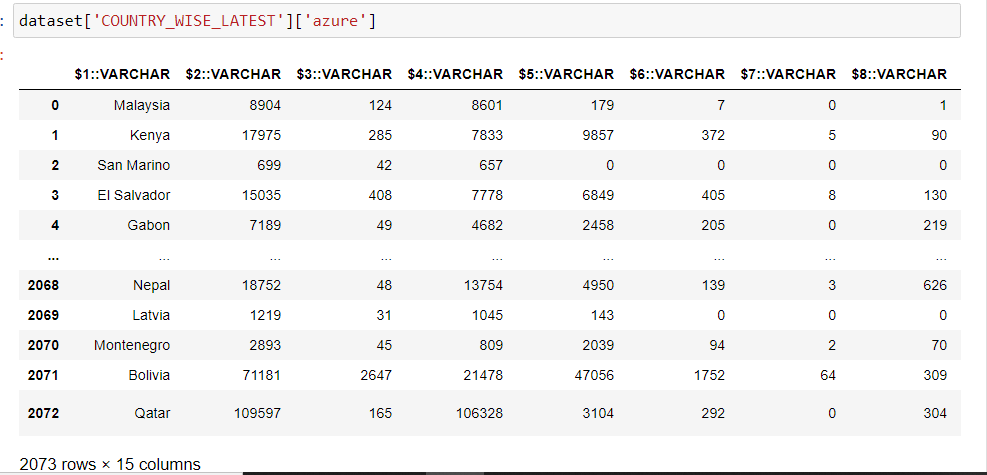 : dataset['COUNTRY_WISE_LATEST']['azure']
:
$1::VARCHAR $2::VARCHAR $3::VARCHAR $4::VARCHAR $5::VARCHAR $6::VARCHAR $7::VARCHAR $8::VARCHAR
0 Malaysia 8904 124 8601 179 7 0 1
1 Kenya 17975 285 7833 9857 372 5 90
2 San Marino 699 42 657 0 0 0 0
3 El Salvador 15035 408 7778 6849 405 8 130
4 Gabon 7189 49 4682 2458 205 0 219
... ... ... ... ... ... ... ... ...
2068 Nepal 18752 48 13754 4950 139 3 626
2069 Latvia 1219 31 1045 143 0 0 0
2070 Montenegro 2893 45 809 2039 94 2 70
2071 Bolivia 71181 2647 21478 47056 1752 64 309
2072 Qatar 109597 165 106328 3104 292 0 304
2073 rows × 15 columns